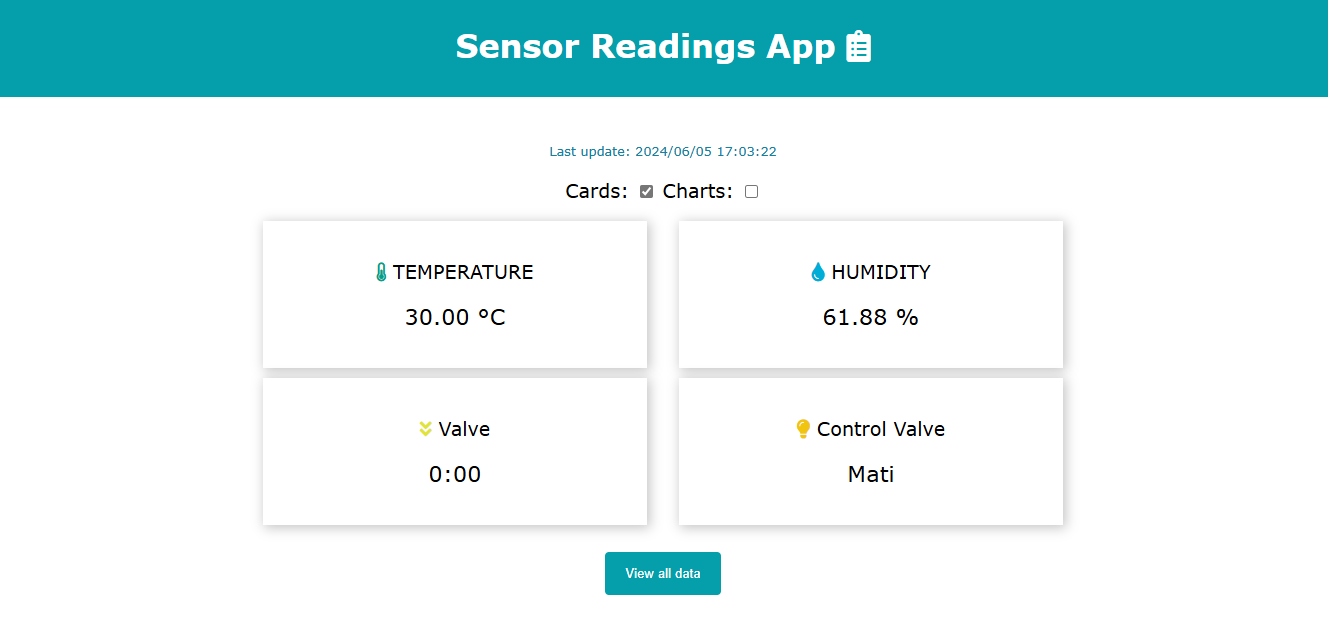 Sensor Readings App
Last update: 2024/06/05 17:03:22
Cards: Charts:
TEMPERATURE
30.00 °C
HUMIDITY
61.88 %
Valve
0:00
Control Valve
Mati
View all data